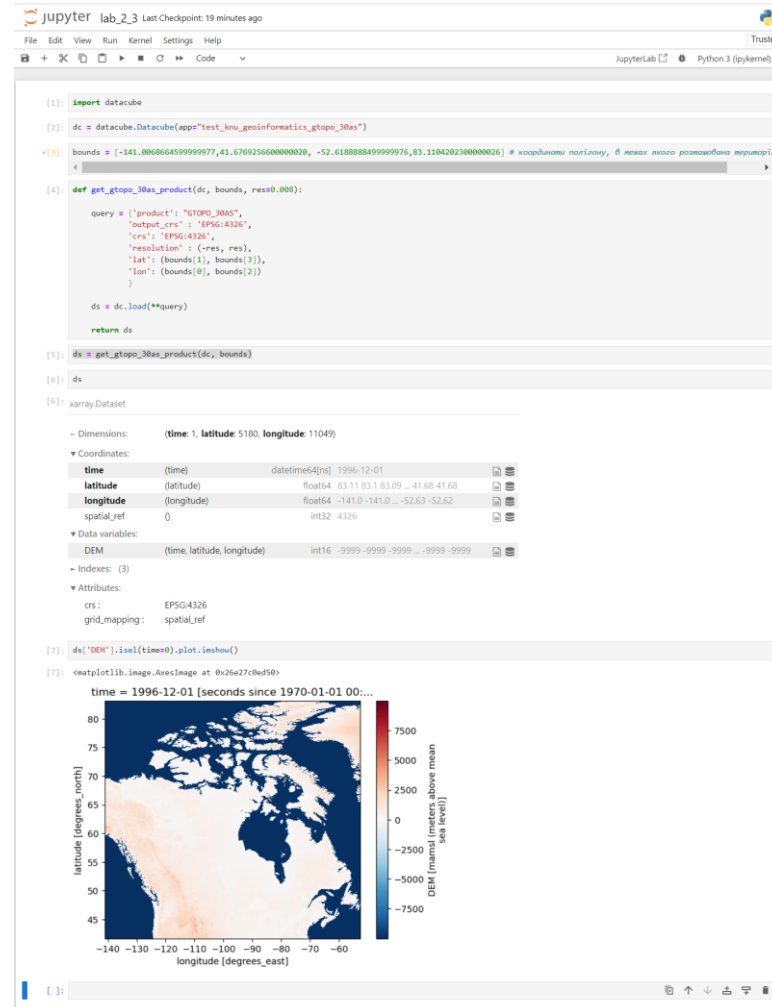 jupyter lab_2_3 Last Checkpoint: 19 minutes ago
File Edit View Run Kernel Settings Help
Code JupyterLab Python 3 (ipykernel)
[1]: import datacube
[2]: dc = datacube.Datacube(app="test_knu_geoinformatics_gtopo_30as")
*[3]: bounds = [-141.0068664599999977,41.6769256600000020, -52.6188888499999976,83.1104202300000026] # координати полігону, в межах якого розташована
[4]: def get_gtopo_30as_product(dc, bounds, res=0.008):
query = {'product': "GTOPO_30AS",
'output_crs' : 'EPSG:4326',
'crs': 'EPSG:4326',
'resolution' : (-res, res),
'lat': (bounds[1], bounds[3]),
'lon': (bounds[0], bounds[2])
}
ds = dc.load(**query)
return ds
[5]: ds = get_gtopo_30as_product(dc, bounds)
[6]: ds
[6]: xarray.Dataset
► Dimensions: (time: 1, latitude: 5180, longitude: 11049)
▼ Coordinates:
time (time) datetime64[ns] 1996-12-01
latitude (latitude) float64 83.11 83.1 83.09 ... 41.68 41.68
longitude (longitude) float64 -141.0 -141.0 ... -52.63 -52.62
spatial_ref () int32 4326
▼ Data variables:
DEM (time, latitude, longitude) int16 -9999 -9999 -9999 ... -9999 -9999
► Indexes: (3)
▼ Attributes:
crs : EPSG:4326
grid_mapping : spatial_ref
[7]: ds['DEM'].isel(time=0).plot.imshow()
[7]: <matplotlib.image.AxesImage at 0x26e27c0ed50>
time = 1996-12-01 [seconds since 1970-01-01 00:...
latitude [degrees_north]
80
75
70
65
60
55
50
45
−140 −130 −120 −110 −100 −90 −80 −70 −60
longitude [degrees_east]
7500
5000
2500
0
−2500
−5000
−7500
DEM [mamsl (meters above mean
sea level)]
[ ]: